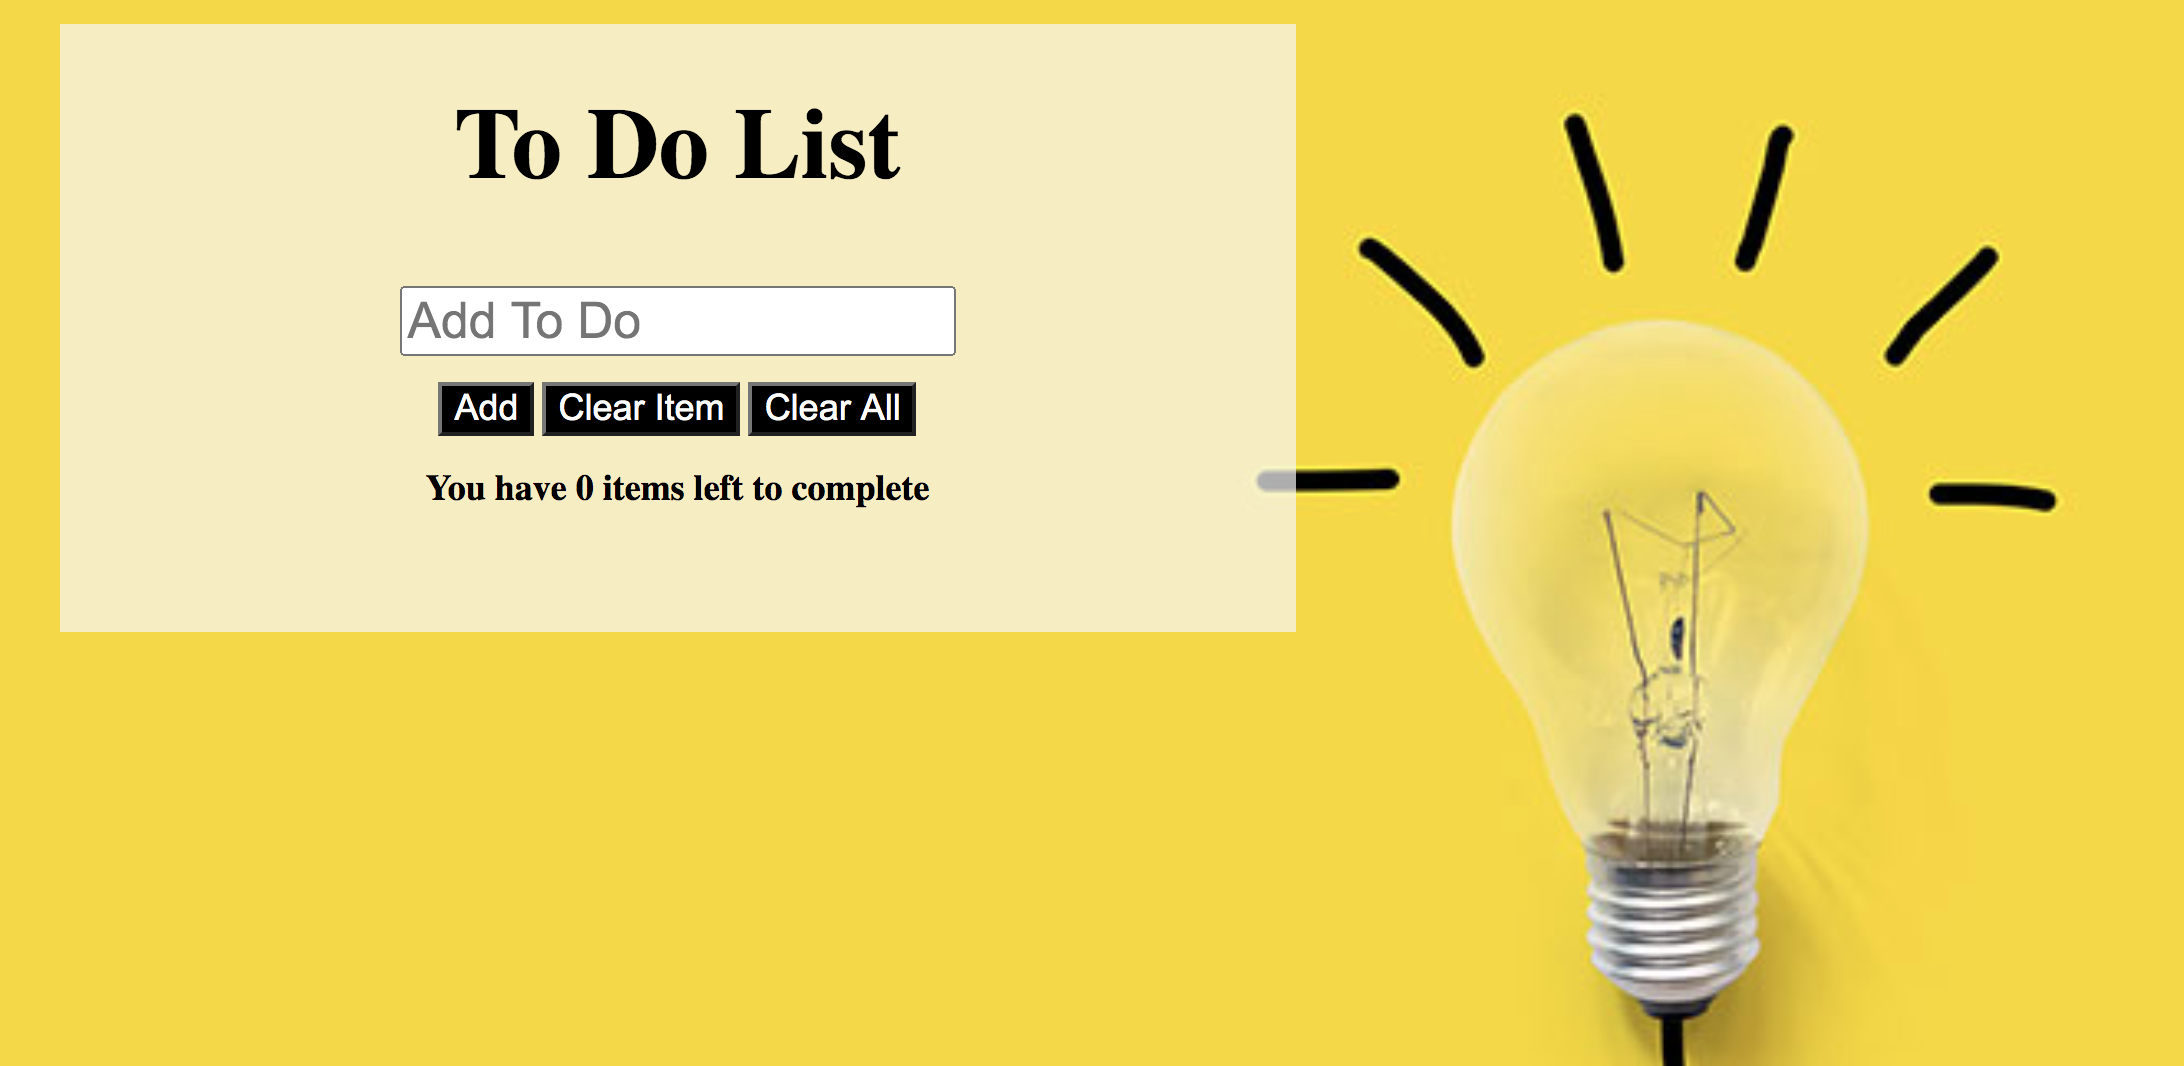 To Do List
Add To Do
Add Clear Item Clear All
You have 0 items left to complete